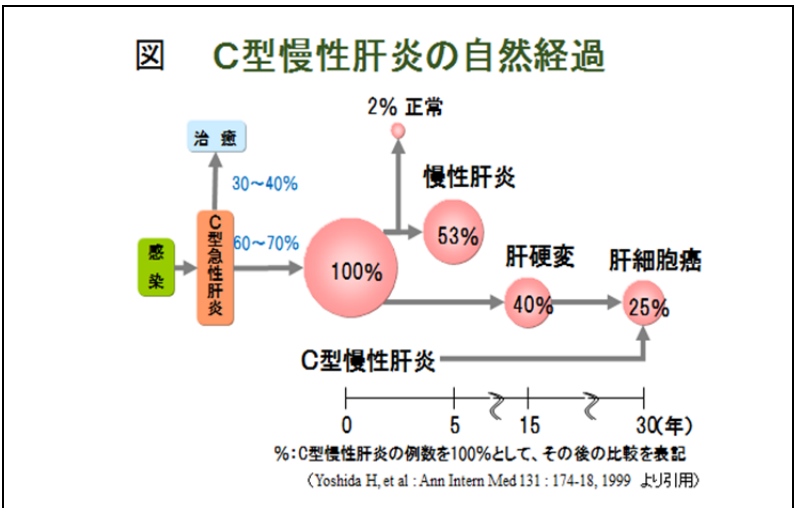 図 C型慢性肝炎の自然経過
2% 正常
治 癒
30～40%
慢性肝炎
C型急性肝炎
60～70%
53%
感染
100%
肝硬変
肝細胞癌
40%
25%
C型慢性肝炎
0 5 15 30(年)
%：C型慢性肝炎の例数を100%として、その後の比較を表記
（Yoshida H, et al : Ann Intern Med 131 : 174-18, 1999 より引用）